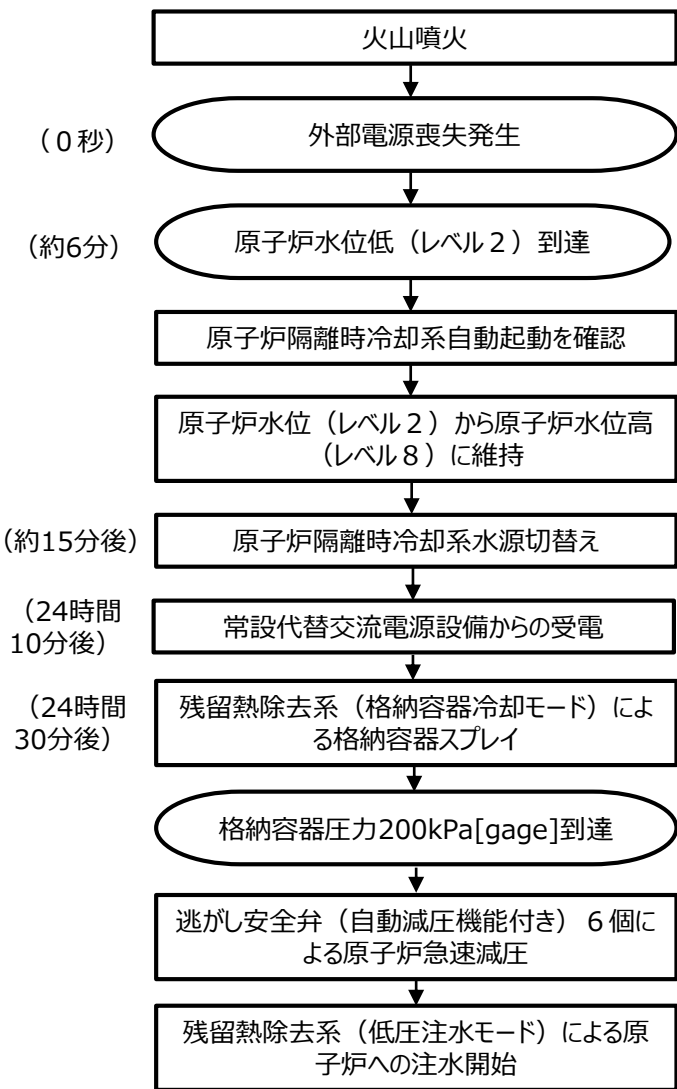 火山噴火
（０秒）
外部電源喪失発生
（約6分）
原子炉水位低（レベル２）到達
原子炉隔離時冷却系自動起動を確認
原子炉水位（レベル２）から原子炉水位高
（レベル８）に維持
（約15分後）
原子炉隔離時冷却系水源切替え
（24時間
10分後）
常設代替交流電源設備からの受電
（24時間
30分後）
残留熱除去系（格納容器冷却モード）によ
る格納容器スプレイ
格納容器圧力200kPa[gage]到達
逃がし安全弁（自動減圧機能付き）６個に
よる原子炉急速減圧
残留熱除去系（低圧注水モード）による原
子炉への注水開始